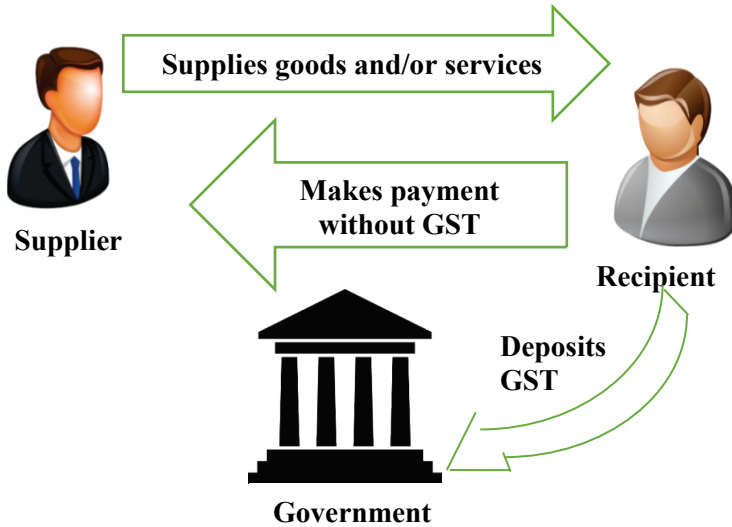 Supplies goods and/or services
Makes payment
without GST
Supplier
Recipient
Deposits
GST
Government